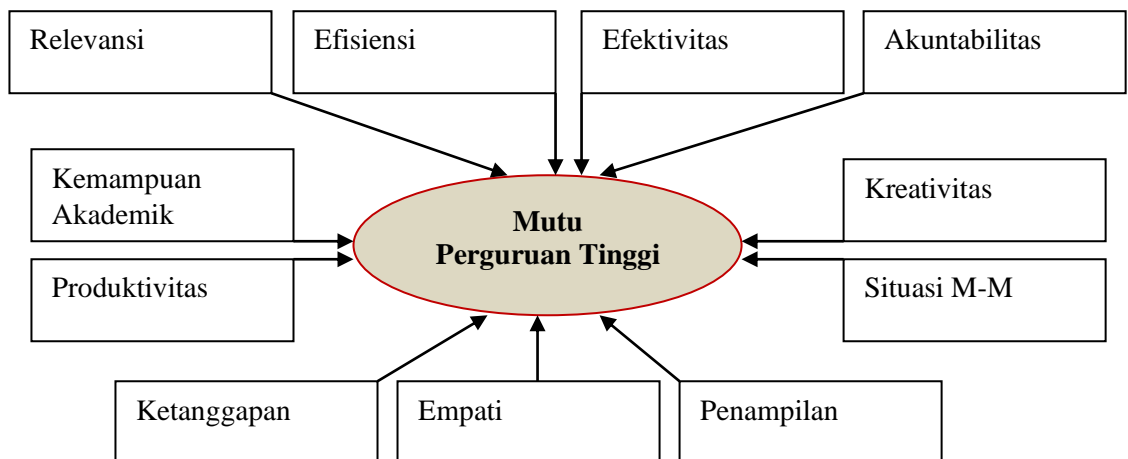 Relevansi
Efisiensi
Efektivitas
Akuntabilitas
Kemampuan
Akademik
Kreativitas
Mutu
Perguruan Tinggi
Produktivitas
Situasi M-M
Ketanggapan
Empati
Penampilan